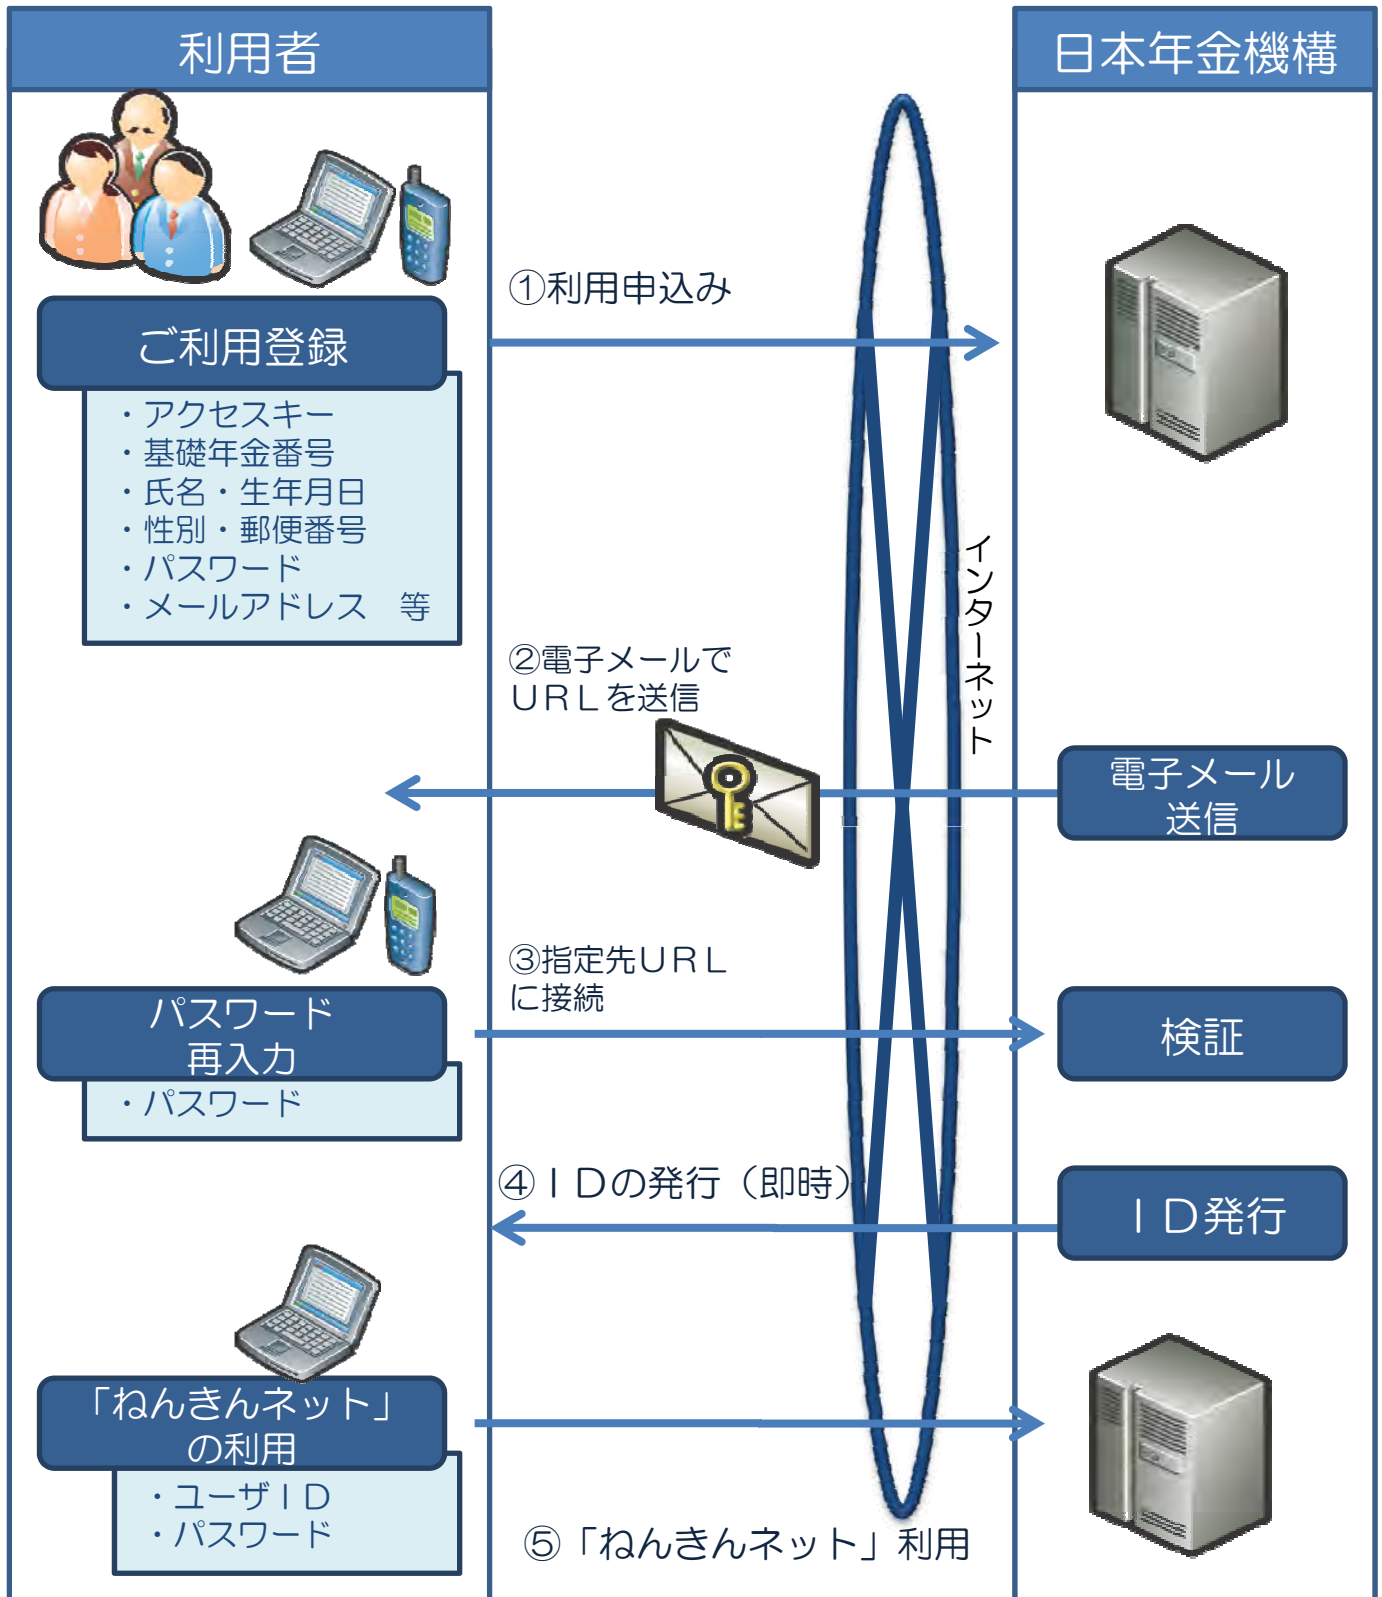 利用者
日本年金機構
①利用申込み
ご利用登録
・アクセスキー
・基礎年金番号
・氏名・生年月日
・性別・郵便番号
・パスワード
・メールアドレス　等
インターネット
②電子メールで
ＵＲＬを送信
電子メール
送信
③指定先ＵＲＬ
に接続
パスワード
再入力
・パスワード
検証
④ＩＤの発行（即時）
ＩＤ発行
「ねんきんネット」
の利用
・ユーザＩＤ
・パスワード
⑤「ねんきんネット」利用